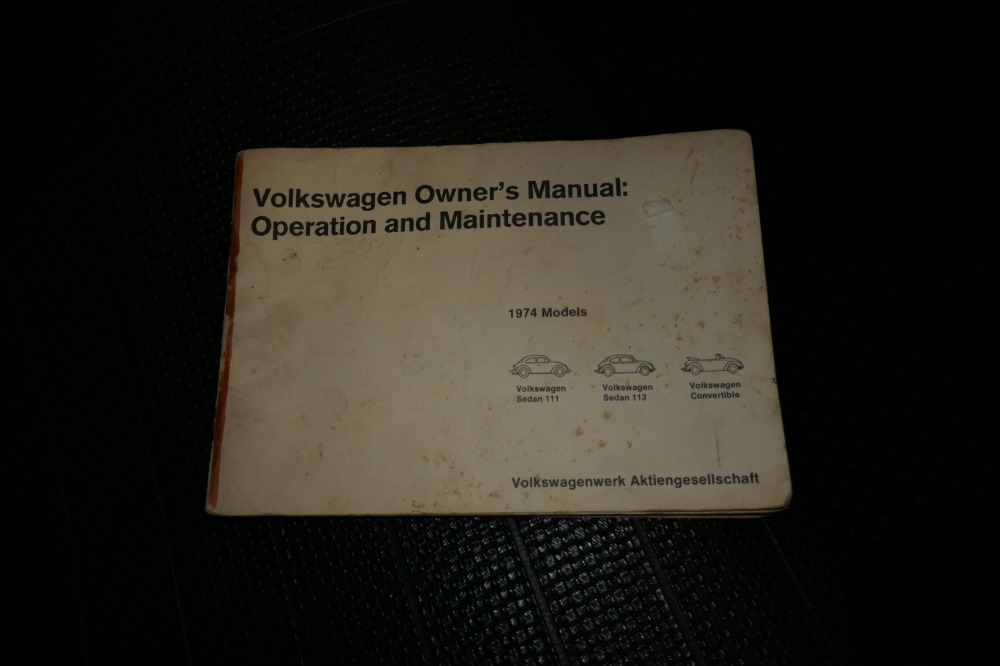 Volkswagen Owner's Manual:
Operation and Maintenance
1974 Models
Volkswagen
Sedan 111
Volkswagen
Sedan 113
Volkswagen
Convertible
Volkswagenwerk Aktiengesellschaft